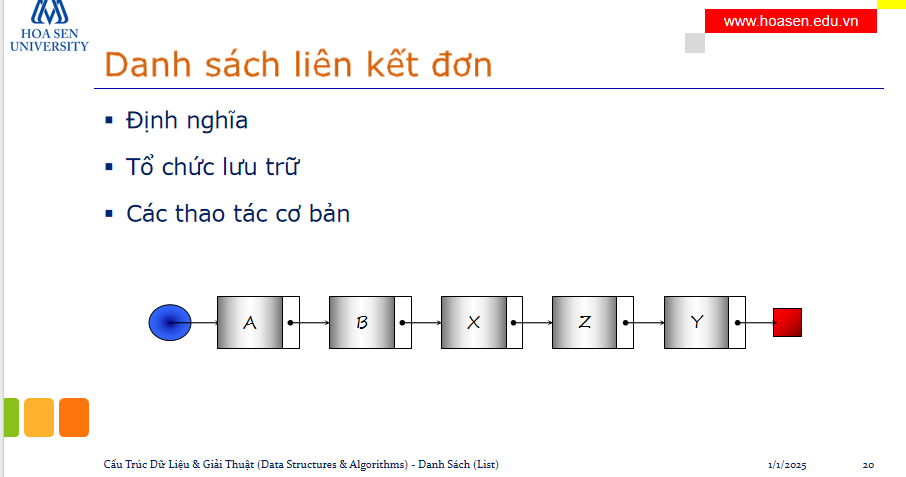 HOA SEN
UNIVERSITY
www.hoasen.edu.vn
Danh sách liên kết đơn
Định nghĩa
Tổ chức lưu trữ
Các thao tác cơ bản
A B X Z Y
Cấu Trúc Dữ Liệu & Giải Thuật (Data Structures & Algorithms) - Danh Sách (List) 1/1/2025 20